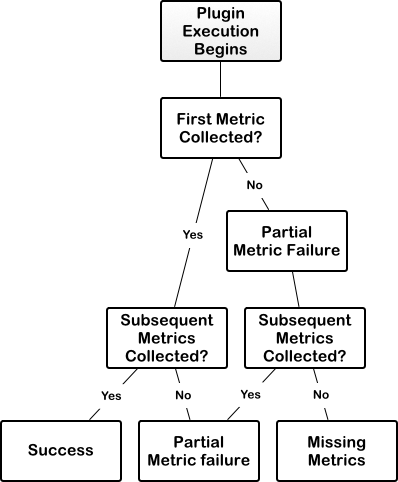 Plugin
Execution
Begins
First Metric
Collected?
No
Yes
Partial
Metric Failure
Subsequent
Metrics
Collected?
Subsequent
Metrics
Collected?
Yes
No
Yes
No
Success
Partial
Metric failure
Missing
Metrics